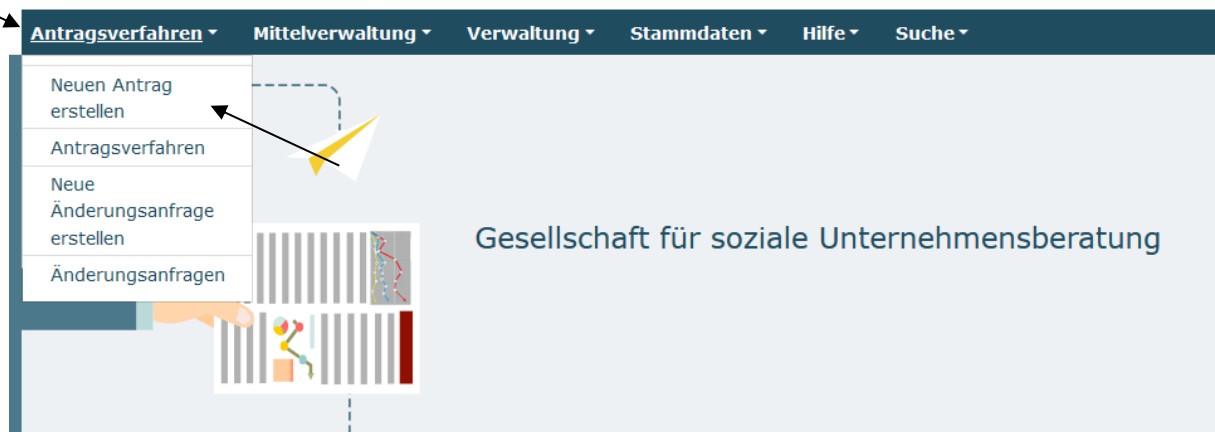 Antragsverfahren Mittelverwaltung Verwaltung Stammdaten Hilfe Suche
Neuen Antrag
erstellen
Antragsverfahren
Neue
Änderungsanfrage
erstellen
Änderungsanfragen
Gesellschaft für soziale Unternehmensberatung